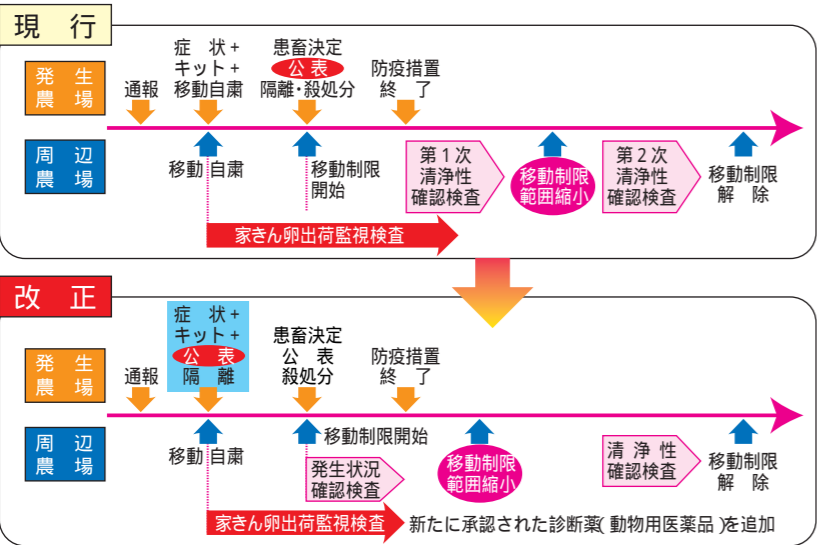 現 行
発 生
農 場
通報
症 状+
キット+
移動自粛
患畜決定
公 表
隔離・殺処分
防疫措置
終 了
周 辺
農 場
移動自粛
移動制限
開始
第1次
清浄性
確認検査
移動制限
範囲縮小
第2次
清浄性
確認検査
移動制限
解 除
家きん卵出荷監視検査
改 正
発 生
農 場
通報
症 状+
キット+
公 表
隔 離
患畜決定
公 表
殺処分
防疫措置
終 了
周 辺
農 場
移動自粛
移動制限開始
発生状況
確認検査
移動制限
範囲縮小
清 浄 性
確認検査
移動制限
解 除
家きん卵出荷監視検査
新たに承認された診断薬(動物用医薬品)を追加